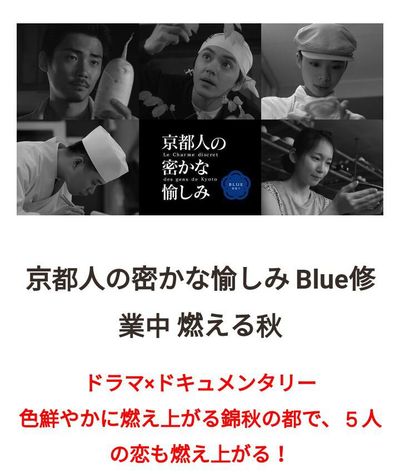 京都人の
Le Charme discret
密かな
des gens de Kyoto
愉しみ
BLUE
京都人の密かな愉しみ Blue修
業中 燃える秋
ドラマ×ドキュメンタリー
色鮮やかに燃え上がる錦秋の都で、５人
の恋も燃え上がる！